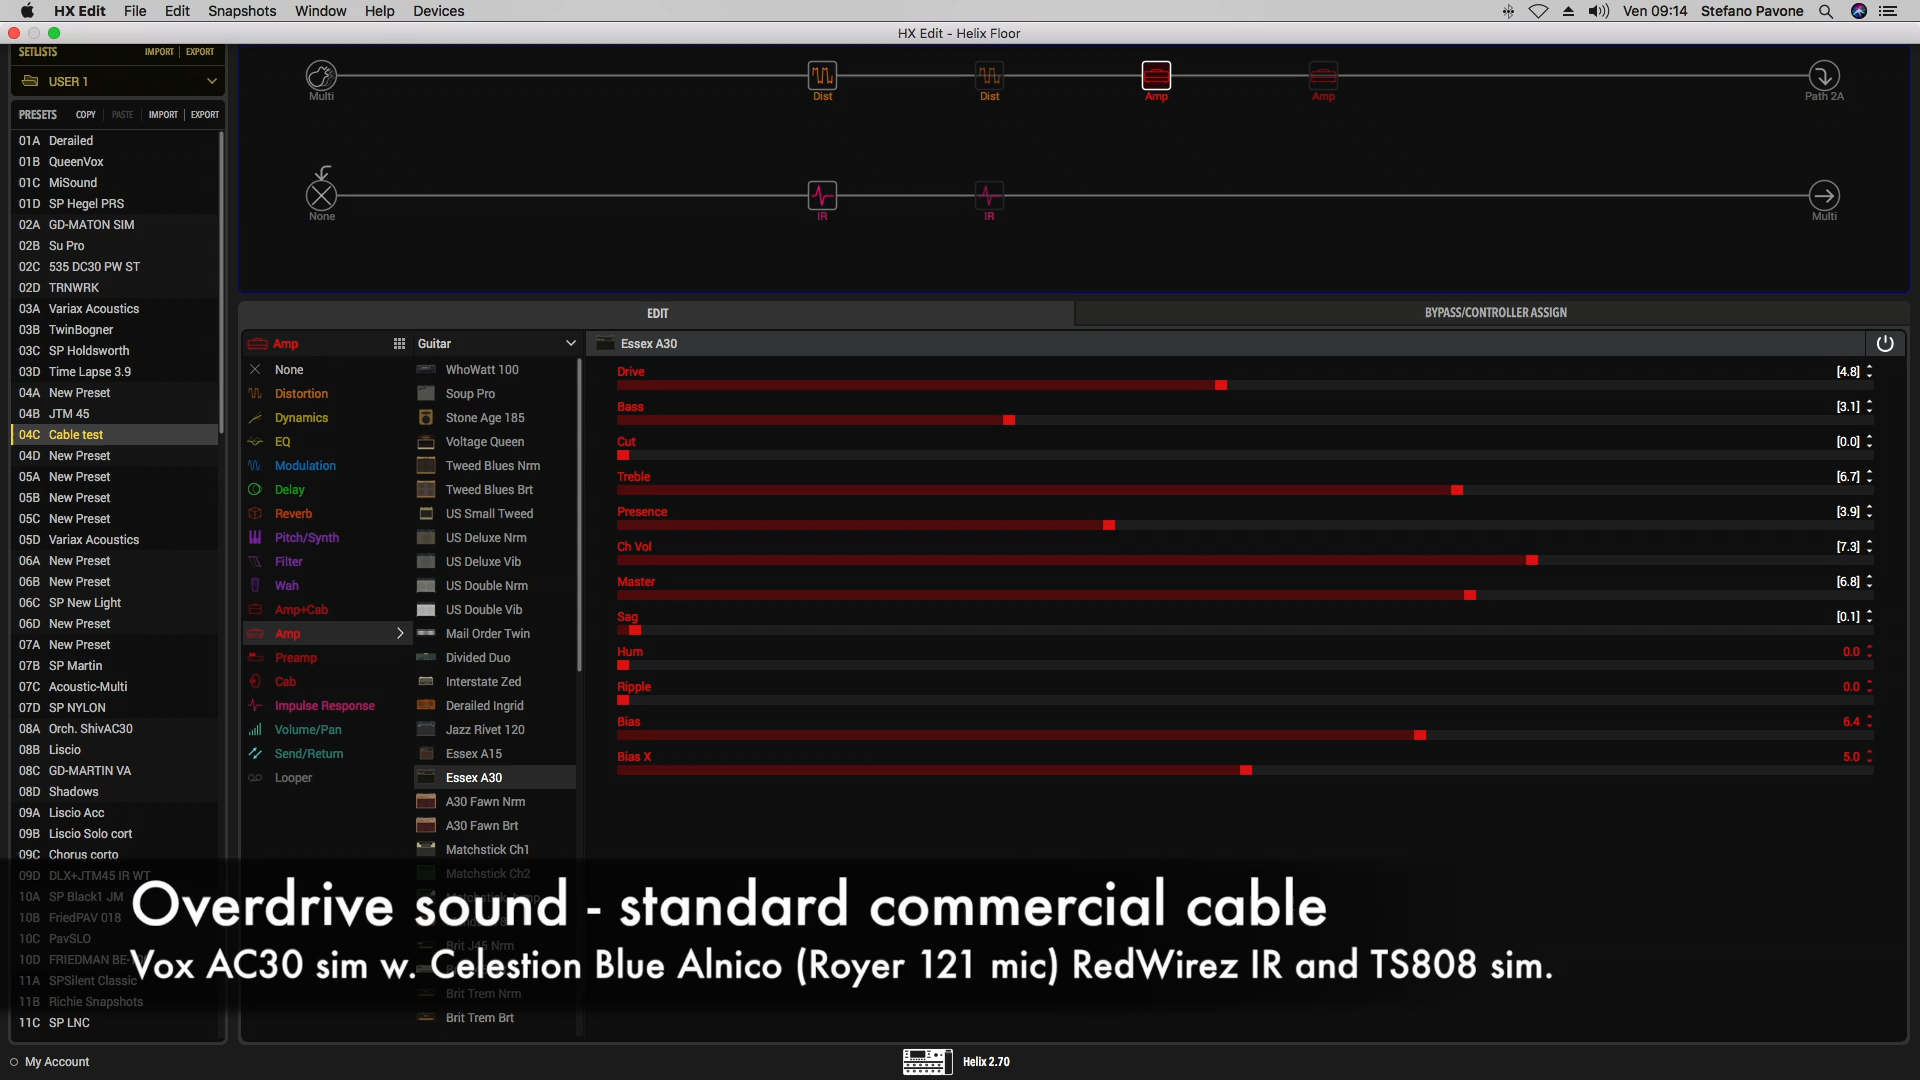 HX Edit File Edit Snapshots Window Help Devices Ven 09:14 Stefano Pavone
HX Edit - Helix Floor
SETLISTS IMPORT EXPORT
USER 1
PRESETS COPY PASTE IMPORT EXPORT
01A Derailed
01B QueenVox
01C MiSound
01D SP Hegel PRS
02A GD-MATON SIM
02B Su Pro
02C 535 DC30 PW ST
02D TRNWRK
03A Variax Acoustics
03B TwinBogner
03C SP Holdsworth
03D Time Lapse 3.9
04A New Preset
04B JTM 45
04C Cable test
04D New Preset
05A New Preset
05B New Preset
05C New Preset
05D Variax Acoustics
06A New Preset
06B New Preset
06C SP New Light
06D New Preset
07A New Preset
07B SP Martin
07C Acoustic-Multi
07D SP NYLON
08A Orch. ShivAC30
08B Liscio
08C GD-MARTIN VA
08D Shadows
09A Liscio Acc
09B Liscio Solo cort
09C Chorus corto
09D DLX+JTM45 IR WT
10A SP Black1 JM
10B FriedPAV 018
10C PavSLO
10D FRIEDMAN BE-
11A SPSilent Classic
11B Richie Snapshots
11C SP LNC
My Account
Multi Dist Dist Amp Amp Path 2A
None IR IR Multi
EDIT BYPASS/CONTROLLER ASSIGN
Amp Guitar Essex A30
None
Distortion
Dynamics
EQ
Modulation
Delay
Reverb
Pitch/Synth
Filter
Wah
Amp+Cab
Amp
Preamp
Cab
Impulse Response
Volume/Pan
Send/Return
Looper
WhoWatt 100
Soup Pro
Stone Age 185
Voltage Queen
Tweed Blues Nrm
Tweed Blues Brt
US Small Tweed
US Deluxe Nrm
US Deluxe Vib
US Double Nrm
US Double Vib
Mail Order Twin
Divided Duo
Interstate Zed
Derailed Ingrid
Jazz Rivet 120
Essex A15
Essex A30
A30 Fawn Nrm
A30 Fawn Brt
Matchstick Ch1
Matchstick Ch2
Brit J45 Nrm
Brit Trem Nrm
Brit Trem Brt
Drive [4.8]
Bass [3.1]
Cut [0.0]
Treble [6.7]
Presence [3.9]
Ch Vol [7.3]
Master [6.8]
Sag [0.1]
Hum 0.0
Ripple 0.0
Bias 6.4
Bias X 5.0
Overdrive sound - standard commercial cable
Vox AC30 sim w. Celestion Blue Alnico (Royer 121 mic) RedWirez IR and TS808 sim.
Helix 2.70